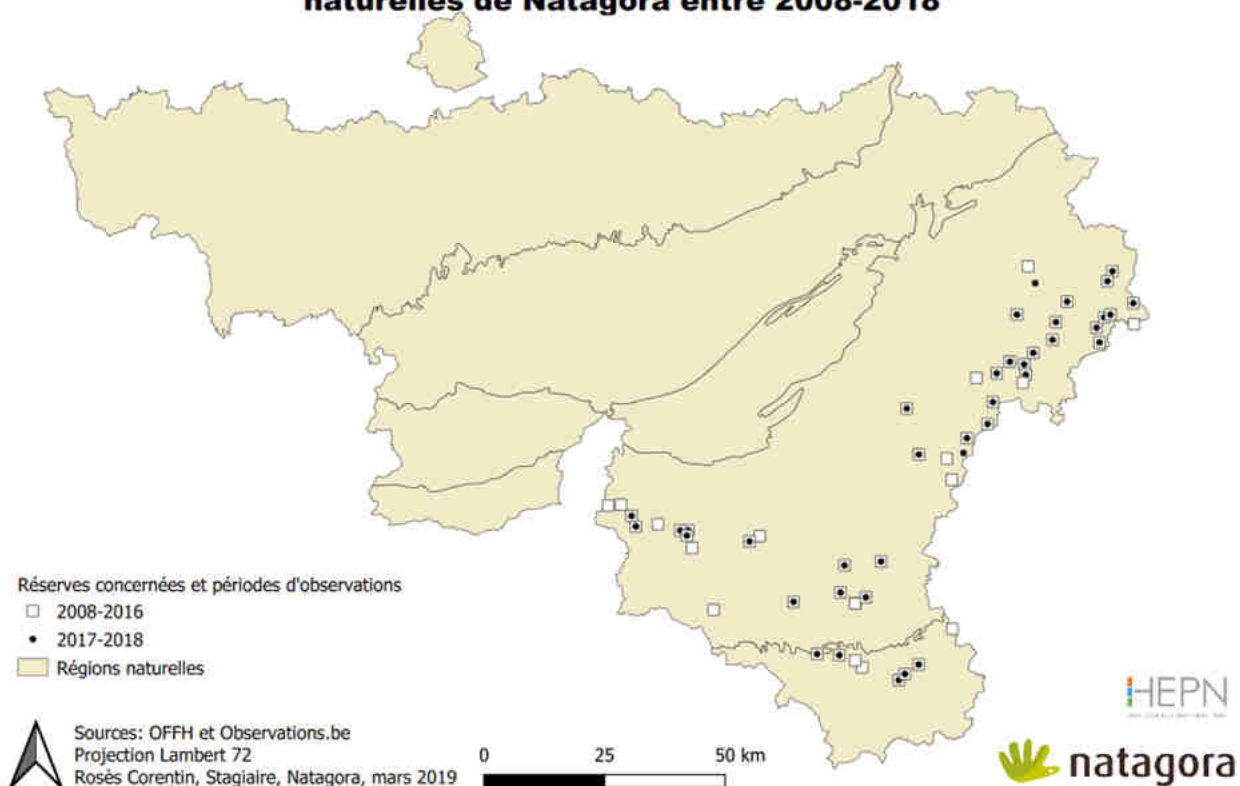 naturelles de Natagora entre 2008-2018
Réserves concernées et périodes d'observations
2008-2016
2017-2018
Régions naturelles
Sources: OFFH et Observations.be
Projection Lambert 72
Rosès Corentin, Stagiaire, Natagora, mars 2019
0 25 50 km
HEPN
natagora